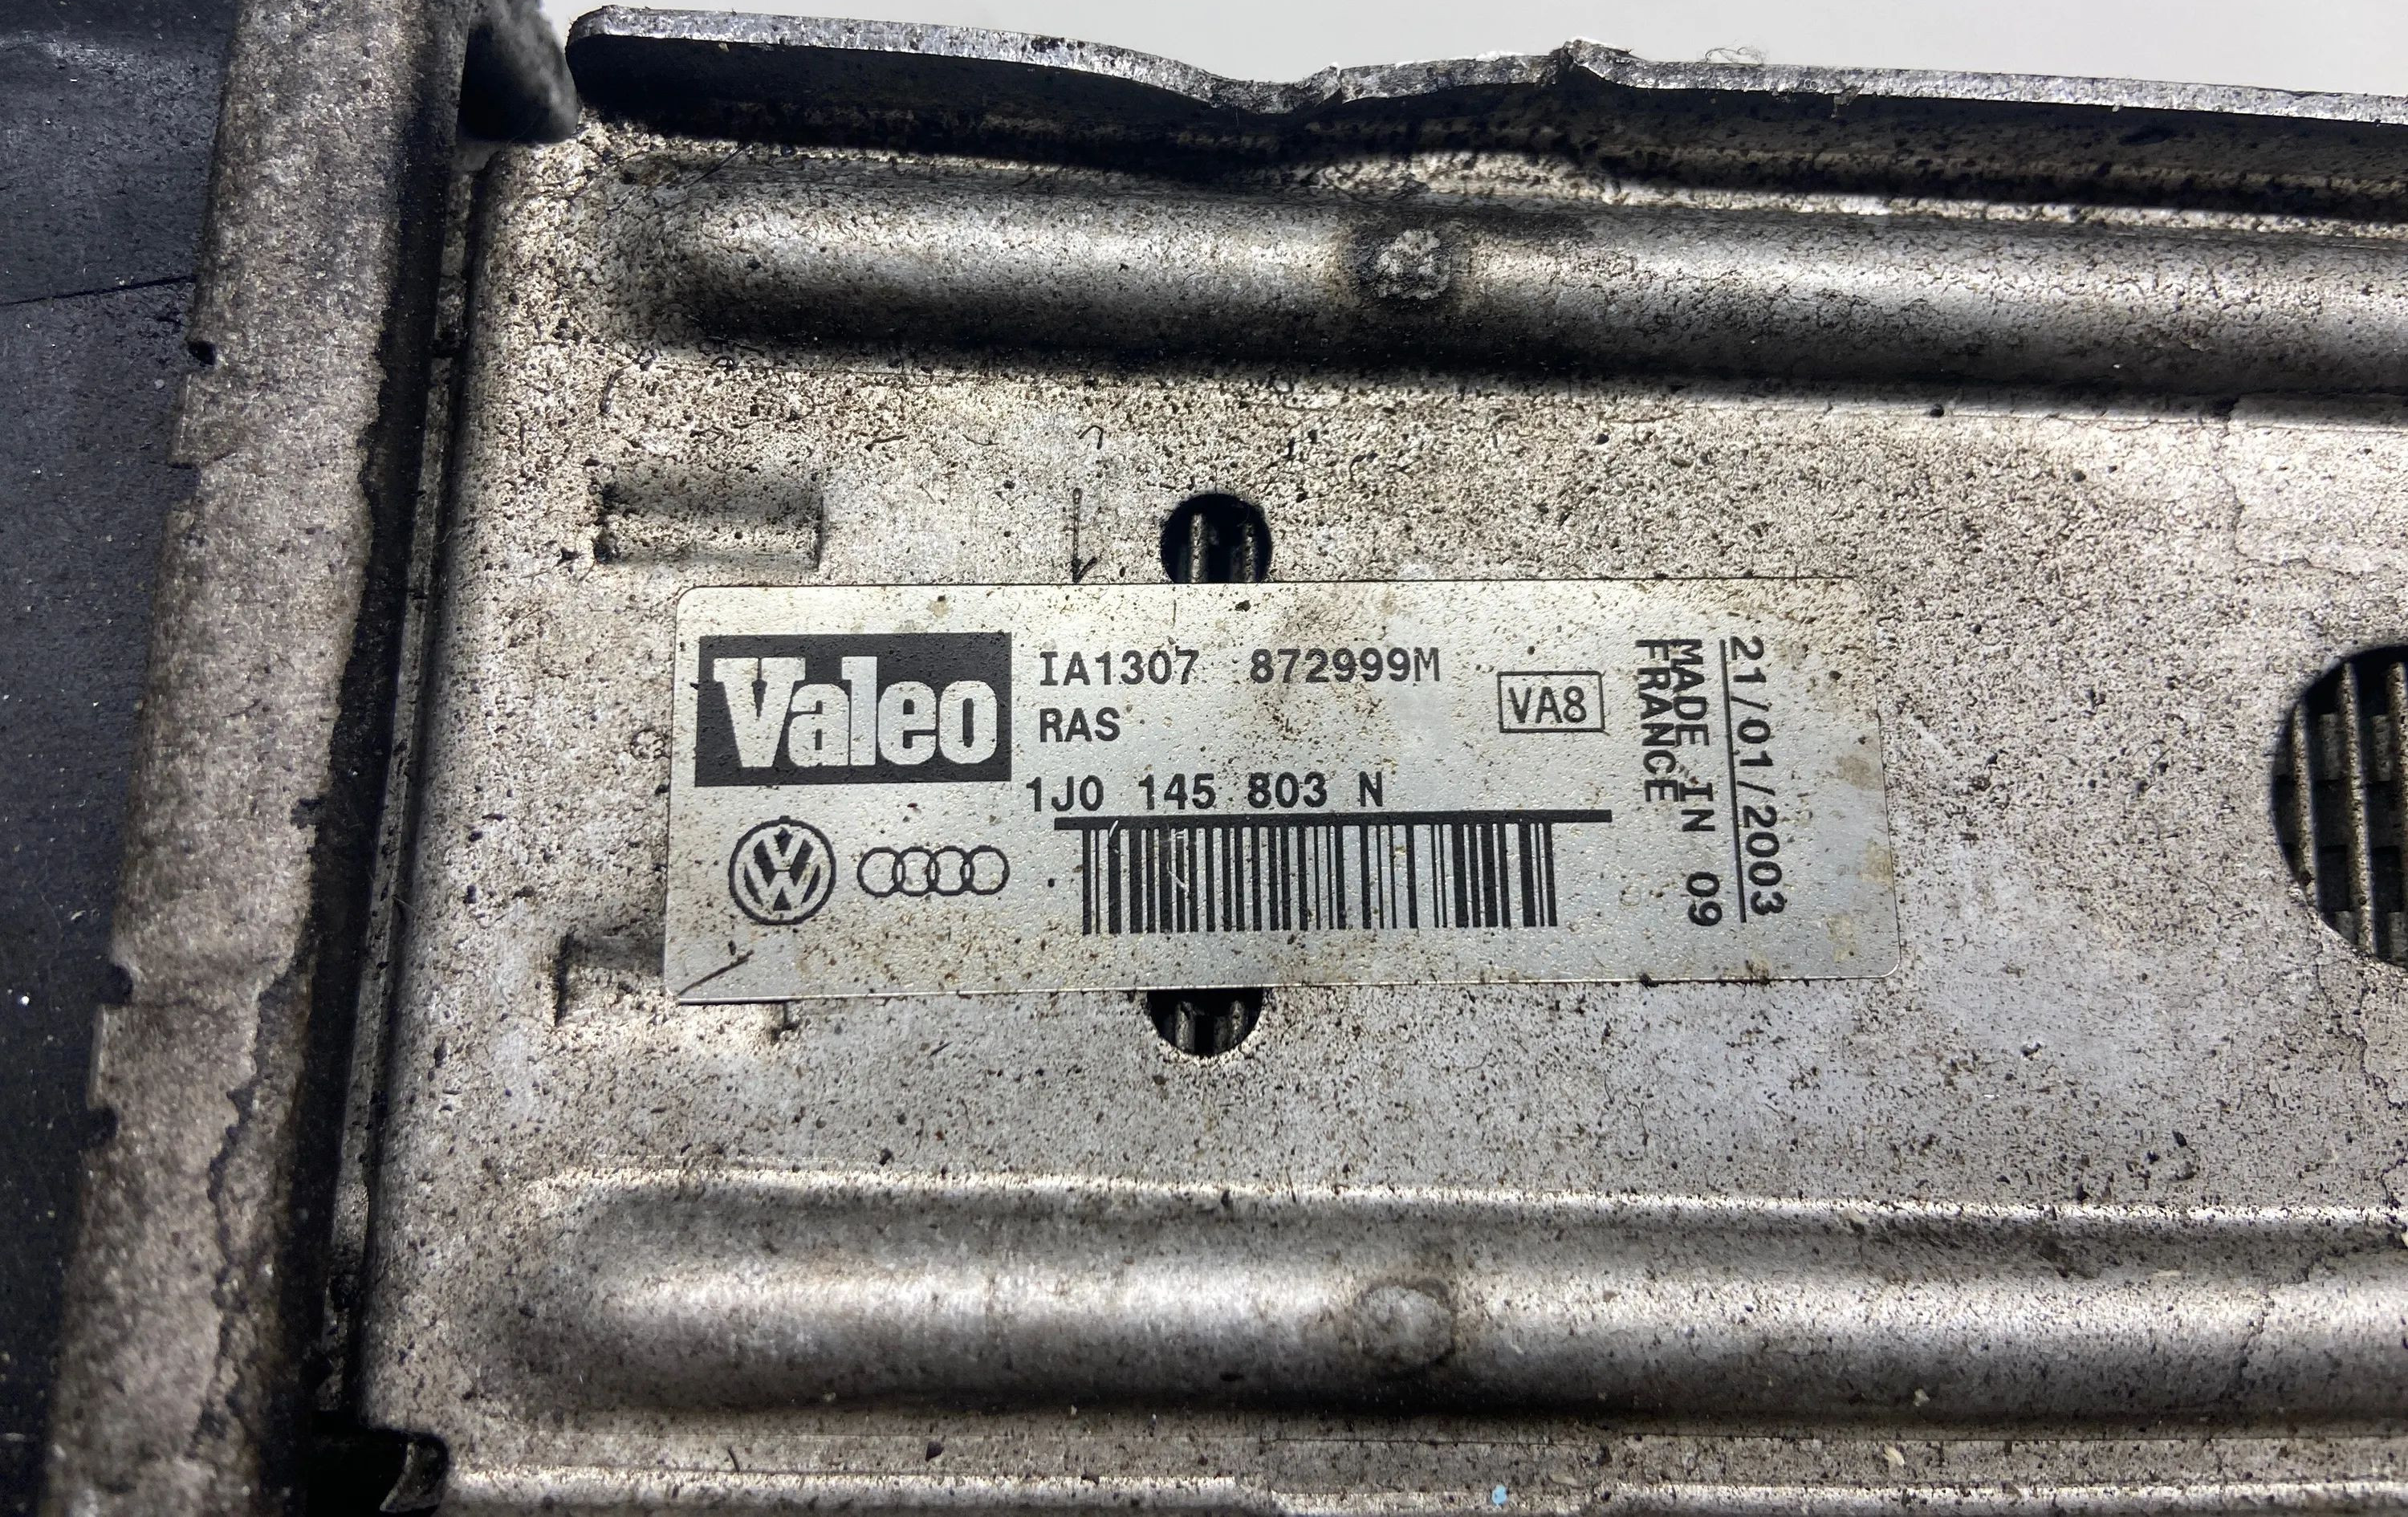 Valeo
IA1307 872999M
RAS
VA8
1J0 145 803 N
21/01/2003
MADE IN 09
FRANCE